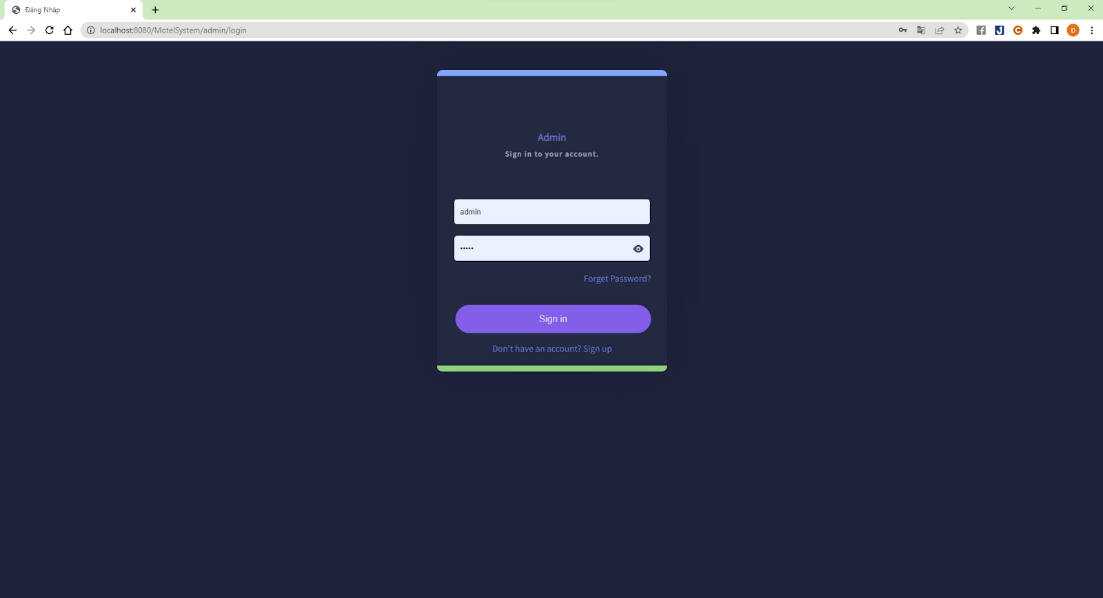 Đăng Nhập
localhost:8080/MotelSystem/admin/login
D
Admin
Sign in to your account.
admin
•••••
Forget Password?
Sign in
Don't have an account? Sign up